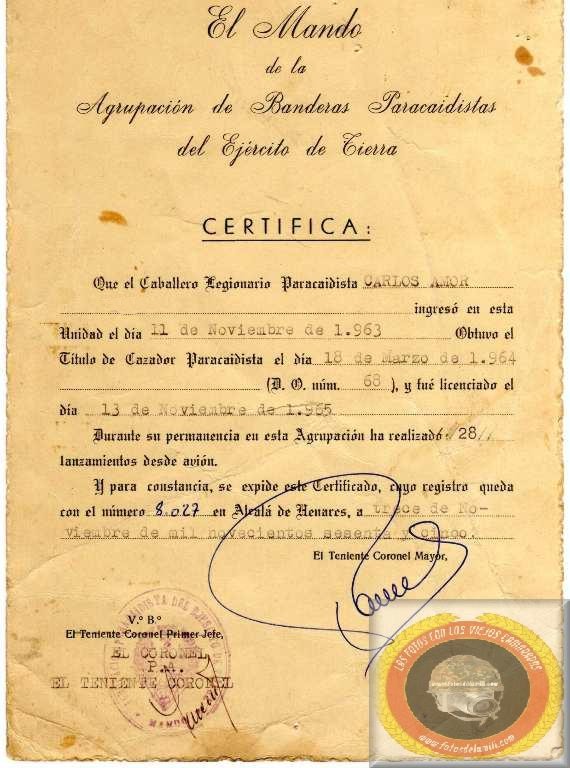 El Mando
de la
Agrupación de Banderas Paracaidistas
del Ejército de Tierra
CERTIFICA:
Que el Caballero Legionario Paracaidista CARLOS AMOR
ingresó en esta
Unidad el día 11 de Noviembre de 1.963 Obtuvo el
Título de Cazador Paracaidista el día 18 de Marzo de 1.964
(D. O. núm. 68 ), y fué licenciado el
día 13 de Noviembre de 1.965
Durante su permanencia en esta Agrupación ha realizado 28
lanzamientos desde avión.
Y para constancia, se expide este Certificado, cuyo registro queda
con el número 8.027 en Alcalá de Henares, a trece de No-
viembre de mil novecientos sesenta y cinco.
El Teniente Coronel Mayor,
V.º B.º
El Teniente Coronel Primer Jefe,
EL CORONEL
P.A.
EL TENIENTE CORONEL
MANDO
LAS FOTOS CON LOS VIEJOS CAMARADAS
www.fotosdelamili.com